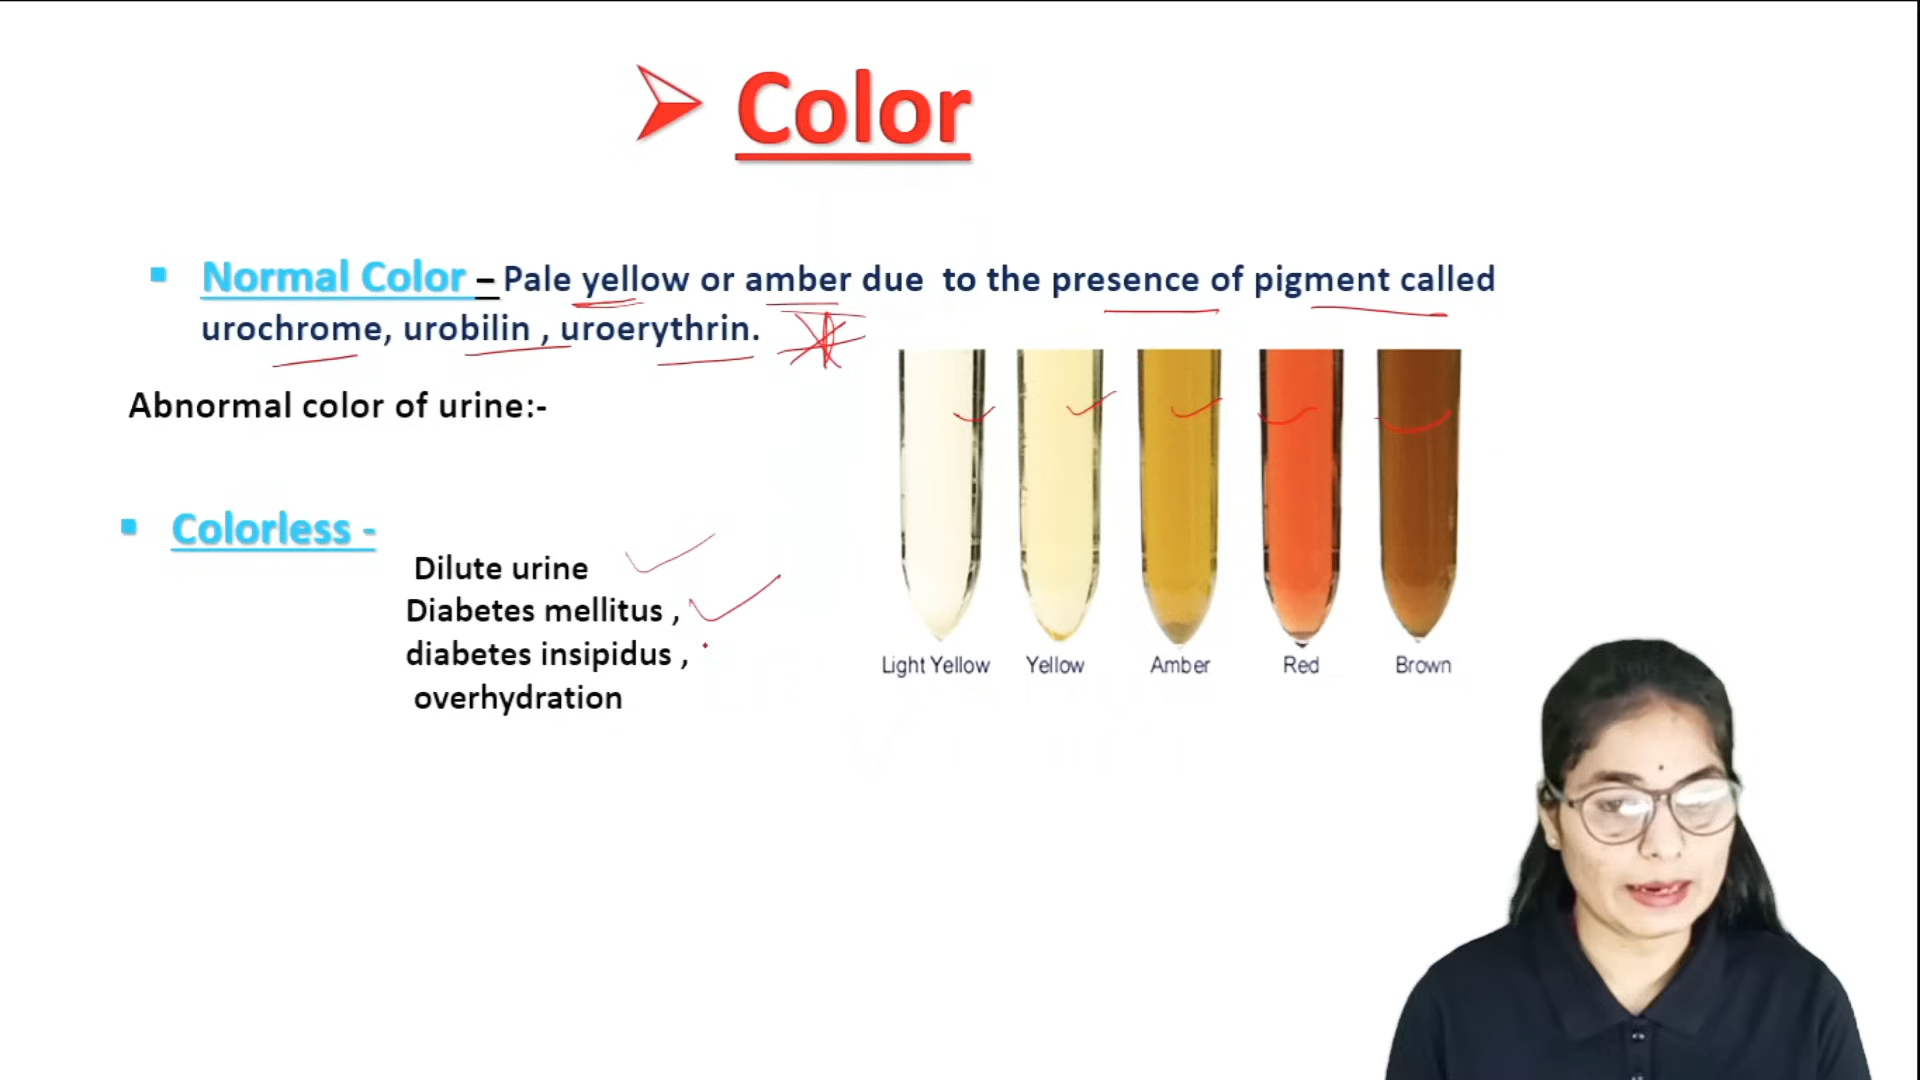 Color
Normal Color – Pale yellow or amber due to the presence of pigment called
urochrome, urobilin , uroerythrin.
Abnormal color of urine:-
Colorless -
Dilute urine
Diabetes mellitus ,
diabetes insipidus ,
overhydration
Light Yellow Yellow Amber Red Brown